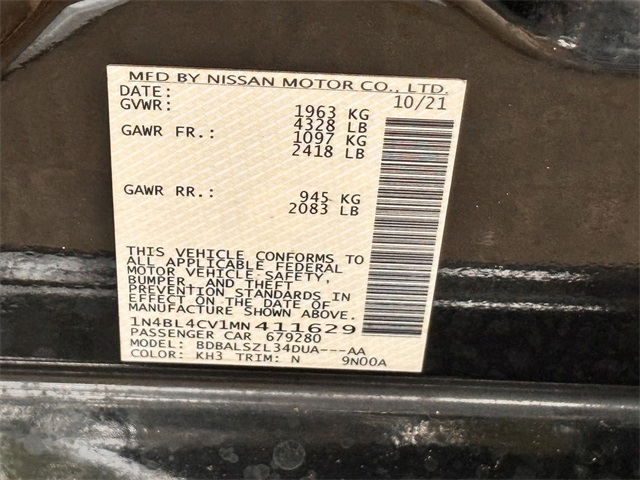 MFD BY NISSAN MOTOR CO., LTD.
DATE: 10/21
GVWR: 1963 KG
4328 LB
GAWR FR.: 1097 KG
2418 LB
GAWR RR.: 945 KG
2083 LB
THIS VEHICLE CONFORMS TO
ALL APPLICABLE FEDERAL
MOTOR VEHICLE SAFETY,
BUMPER, AND THEFT
PREVENTION STANDARDS IN
EFFECT ON THE DATE OF
MANUFACTURE SHOWN ABOVE.
1N4BL4CV1MN411629
PASSENGER CAR 679280
MODEL: BDBALSZL34DUA---AA
COLOR: KH3 TRIM: N 9N00A